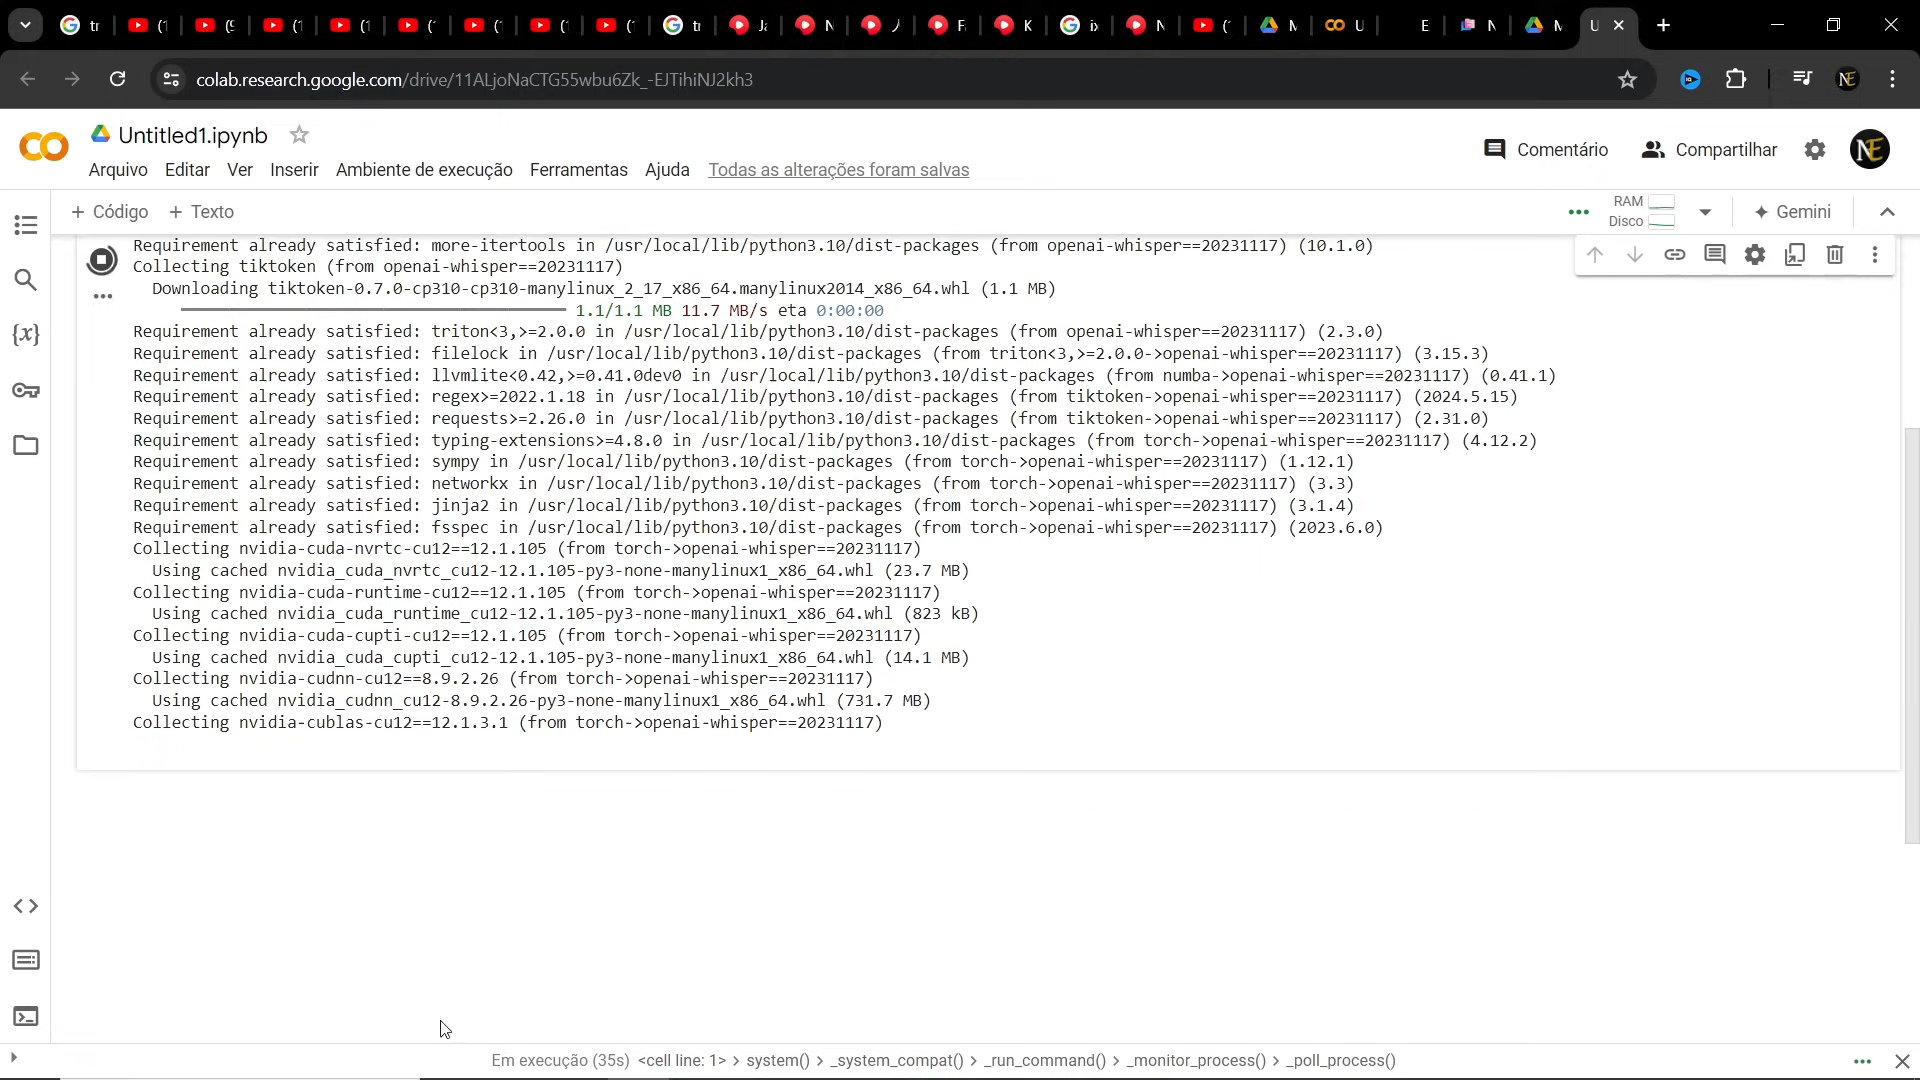 tr
colab.research.google.com/drive/11ALjoNaCTG55wbu6Zk_-EJTihiNJ2kh3
Untitled1.ipynb
Arquivo Editar Ver Inserir Ambiente de execução Ferramentas Ajuda Todas as alterações foram salvas
Comentário Compartilhar
+ Código + Texto
RAM
Disco
Gemini
Requirement already satisfied: more-itertools in /usr/local/lib/python3.10/dist-packages (from openai-whisper==20231117) (10.1.0)
Collecting tiktoken (from openai-whisper==20231117)
Downloading tiktoken-0.7.0-cp310-cp310-manylinux_2_17_x86_64.manylinux2014_x86_64.whl (1.1 MB)
1.1/1.1 MB 11.7 MB/s eta 0:00:00
Requirement already satisfied: triton<3,>=2.0.0 in /usr/local/lib/python3.10/dist-packages (from openai-whisper==20231117) (2.3.0)
Requirement already satisfied: filelock in /usr/local/lib/python3.10/dist-packages (from triton<3,>=2.0.0->openai-whisper==20231117) (3.15.3)
Requirement already satisfied: llvmlite<0.42,>=0.41.0dev0 in /usr/local/lib/python3.10/dist-packages (from numba->openai-whisper==20231117) (0.41.1)
Requirement already satisfied: regex>=2022.1.18 in /usr/local/lib/python3.10/dist-packages (from tiktoken->openai-whisper==20231117) (2024.5.15)
Requirement already satisfied: requests>=2.26.0 in /usr/local/lib/python3.10/dist-packages (from tiktoken->openai-whisper==20231117) (2.31.0)
Requirement already satisfied: typing-extensions>=4.8.0 in /usr/local/lib/python3.10/dist-packages (from torch->openai-whisper==20231117) (4.12.2)
Requirement already satisfied: sympy in /usr/local/lib/python3.10/dist-packages (from torch->openai-whisper==20231117) (1.12.1)
Requirement already satisfied: networkx in /usr/local/lib/python3.10/dist-packages (from torch->openai-whisper==20231117) (3.3)
Requirement already satisfied: jinja2 in /usr/local/lib/python3.10/dist-packages (from torch->openai-whisper==20231117) (3.1.4)
Requirement already satisfied: fsspec in /usr/local/lib/python3.10/dist-packages (from torch->openai-whisper==20231117) (2023.6.0)
Collecting nvidia-cuda-nvrtc-cu12==12.1.105 (from torch->openai-whisper==20231117)
Using cached nvidia_cuda_nvrtc_cu12-12.1.105-py3-none-manylinux1_x86_64.whl (23.7 MB)
Collecting nvidia-cuda-runtime-cu12==12.1.105 (from torch->openai-whisper==20231117)
Using cached nvidia_cuda_runtime_cu12-12.1.105-py3-none-manylinux1_x86_64.whl (823 kB)
Collecting nvidia-cuda-cupti-cu12==12.1.105 (from torch->openai-whisper==20231117)
Using cached nvidia_cuda_cupti_cu12-12.1.105-py3-none-manylinux1_x86_64.whl (14.1 MB)
Collecting nvidia-cudnn-cu12==8.9.2.26 (from torch->openai-whisper==20231117)
Using cached nvidia_cudnn_cu12-8.9.2.26-py3-none-manylinux1_x86_64.whl (731.7 MB)
Collecting nvidia-cublas-cu12==12.1.3.1 (from torch->openai-whisper==20231117)
Em execução (35s) <cell line: 1> > system() > _system_compat() > _run_command() > _monitor_process() > _poll_process()